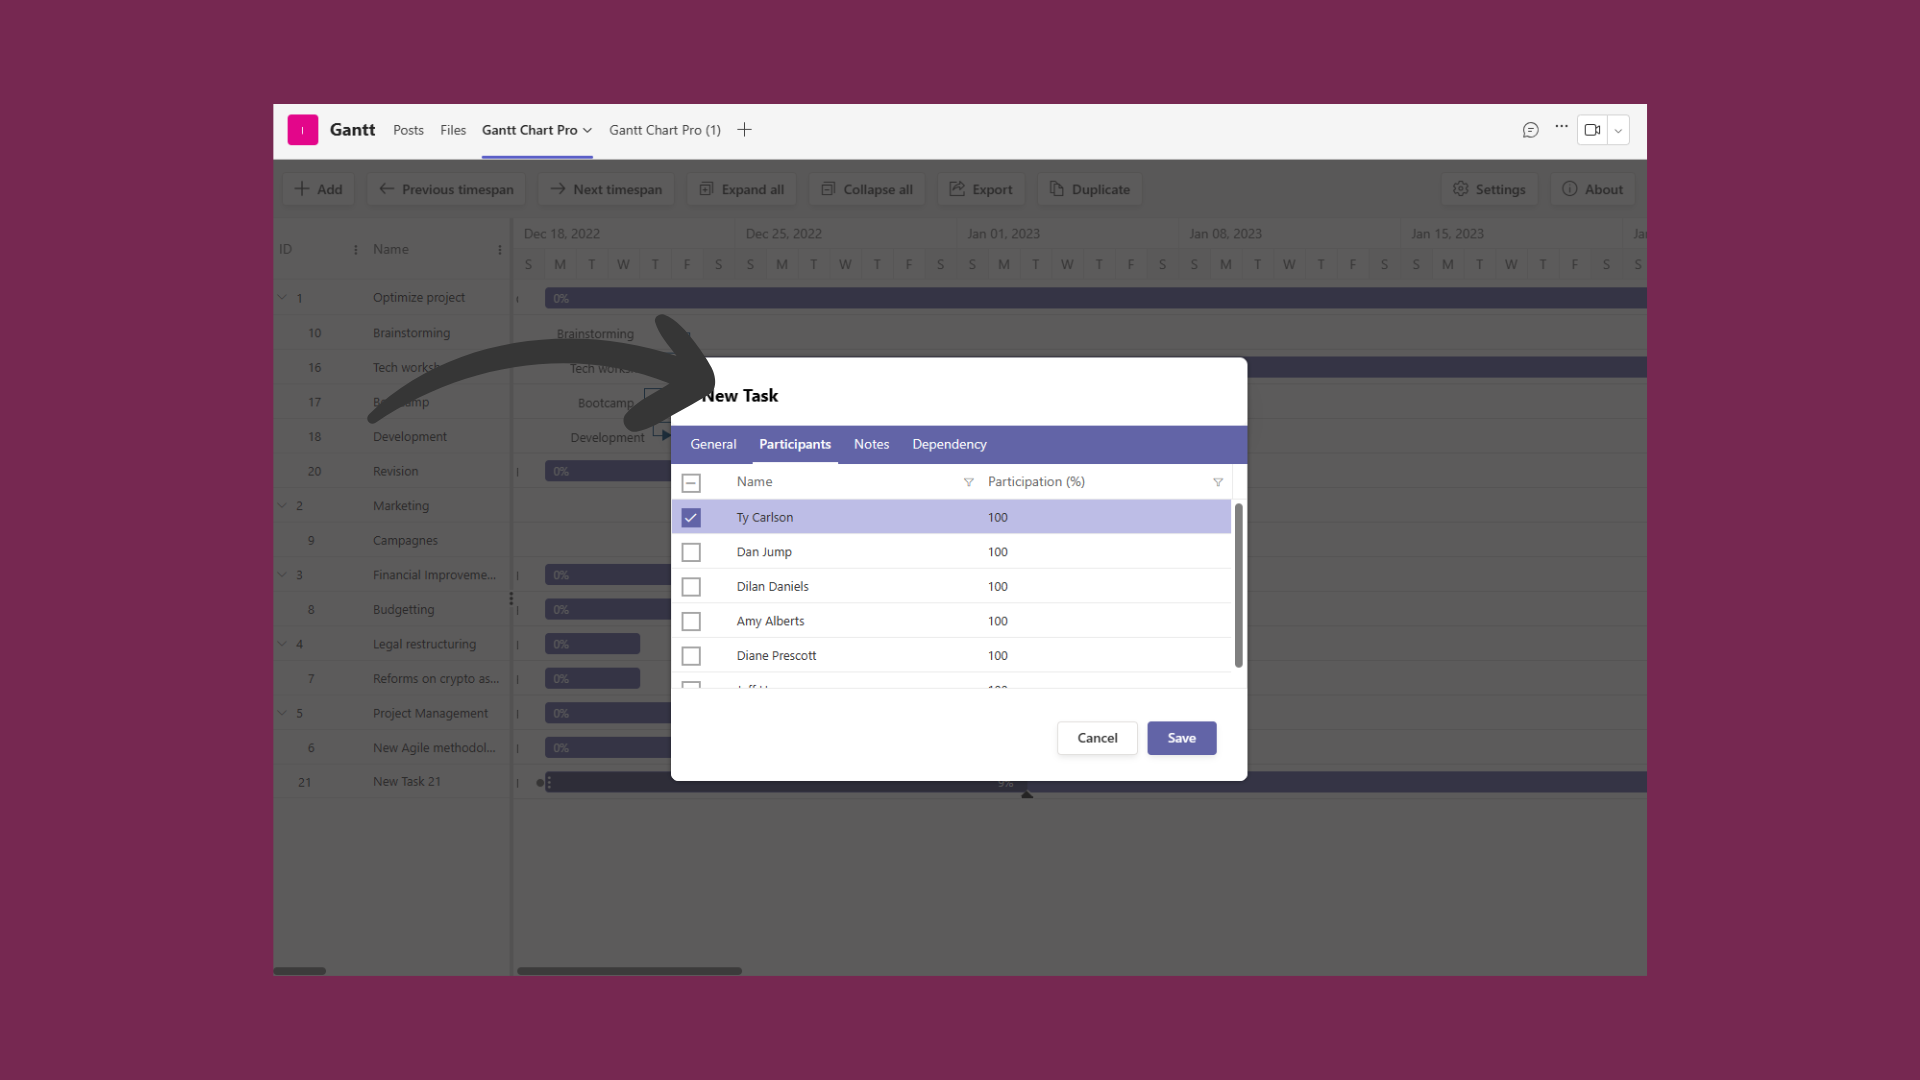 I Gantt Posts Files Gantt Chart Pro Gantt Chart Pro (1)
Add Previous timespan Next timespan Expand all Collapse all Export Duplicate Settings About
Dec 18, 2022 Dec 25, 2022 Jan 01, 2023 Jan 08, 2023 Jan 15, 2023
ID Name
S M T W T F S S M T W T F S S M T W T F S S M T W T F S S M T W T F S S
1 Optimize project 0%
10 Brainstorming Brainstorming
16 Tech works Tech works
17 Bootcamp
18 Development Development
20 Revision 0%
2 Marketing
9 Campagnes
3 Financial Improveme... 0%
8 Budgetting 0%
4 Legal restructuring 0%
7 Reforms on crypto as... 0%
5 Project Management 0%
6 New Agile methodol... 0%
21 New Task 21 9%
New Task
General Participants Notes Dependency
Name Participation (%)
Ty Carlson 100
Dan Jump 100
Dilan Daniels 100
Amy Alberts 100
Diane Prescott 100
Cancel Save